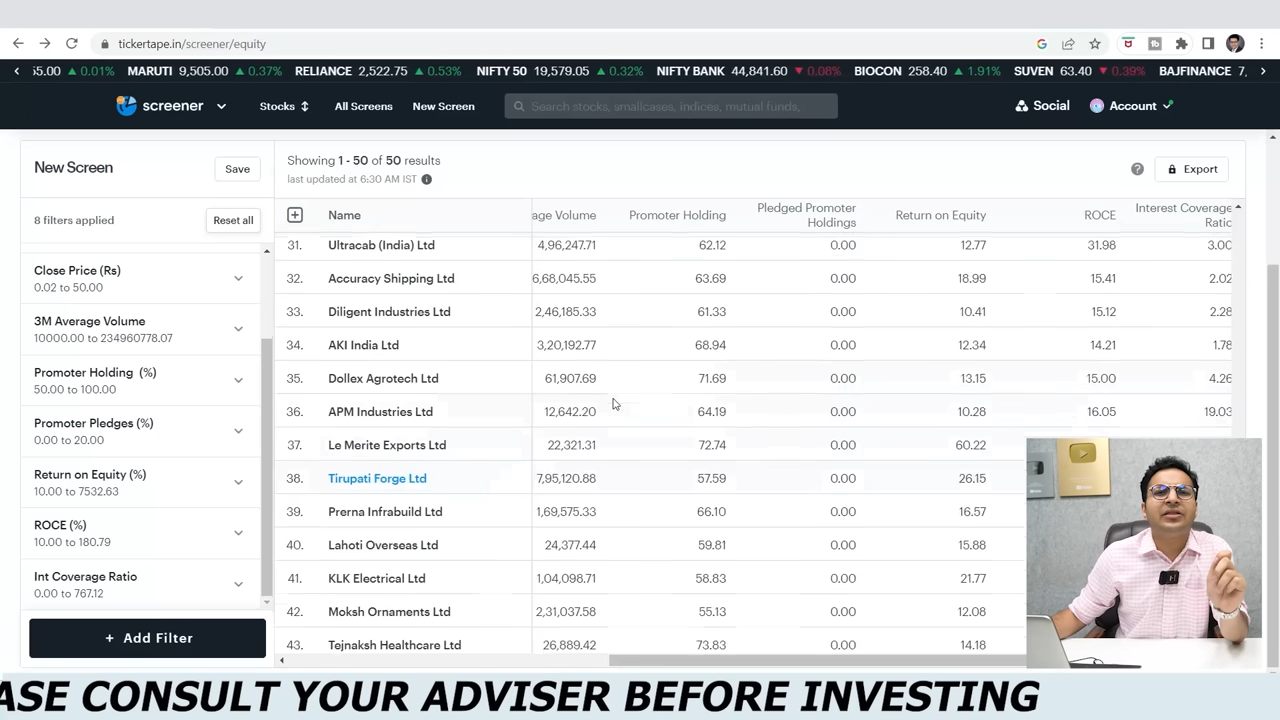 tickertape.in/screener/equity
55.00 0.01% MARUTI 9,505.00 0.37% RELIANCE 2,522.75 0.53% NIFTY 50 19,579.05 0.32% NIFTY BANK 44,841.60 0.08% BIOCON 258.40 1.91% SUVEN 63.40 0.39% BAJFINANCE 7,
screener Stocks All Screens New Screen Search stocks, smallcases, indices, mutual funds, Social Account
New Screen Save
Showing 1 - 50 of 50 results
last updated at 6:30 AM IST
Export
8 filters applied Reset all
Name age Volume Promoter Holding Pledged Promoter Holdings Return on Equity ROCE Interest Coverage Ratio
31. Ultracab (India) Ltd 4,96,247.71 62.12 0.00 12.77 31.98 3.00
32. Accuracy Shipping Ltd 6,68,045.55 63.69 0.00 18.99 15.41 2.02
33. Diligent Industries Ltd 2,46,185.33 61.33 0.00 10.41 15.12 2.28
34. AKI India Ltd 3,20,192.77 68.94 0.00 12.34 14.21 1.78
35. Dollex Agrotech Ltd 61,907.69 71.69 0.00 13.15 15.00 4.26
36. APM Industries Ltd 12,642.20 64.19 0.00 10.28 16.05 19.03
37. Le Merite Exports Ltd 22,321.31 72.74 0.00 60.22
38. Tirupati Forge Ltd 7,95,120.88 57.59 0.00 26.15
39. Prerna Infrabuild Ltd 1,69,575.33 66.10 0.00 16.57
40. Lahoti Overseas Ltd 24,377.44 59.81 0.00 15.88
41. KLK Electrical Ltd 1,04,098.71 58.83 0.00 21.77
42. Moksh Ornaments Ltd 2,31,037.58 55.13 0.00 12.08
43. Tejnaksh Healthcare Ltd 26,889.42 73.83 0.00 14.18
Close Price (Rs)
0.02 to 50.00
3M Average Volume
10000.00 to 234960778.07
Promoter Holding (%)
50.00 to 100.00
Promoter Pledges (%)
0.00 to 20.00
Return on Equity (%)
10.00 to 7532.63
ROCE (%)
10.00 to 180.79
Int Coverage Ratio
0.00 to 767.12
+ Add Filter
ASE CONSULT YOUR ADVISER BEFORE INVESTING